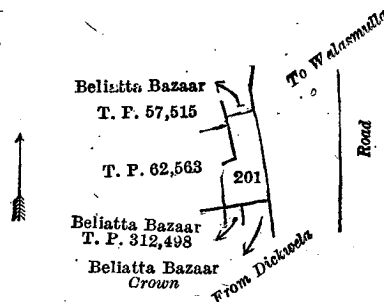 To Walasmulla
Beliatta Bazaar
T. P. 57,515
Road
T. P. 62,563
201
Beliatta Bazaar
T. P. 312,498
Beliatta Bazaar
Crown
From Dickwela